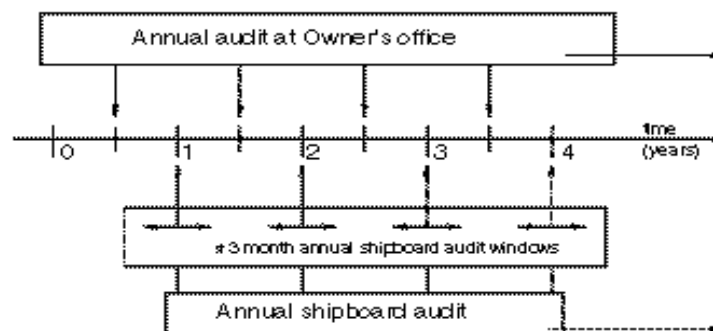 Annual audit at Owner's office
0 1 2 3 4 time
(years)
± 3 month annual shipboard audit windows
Annual shipboard audit